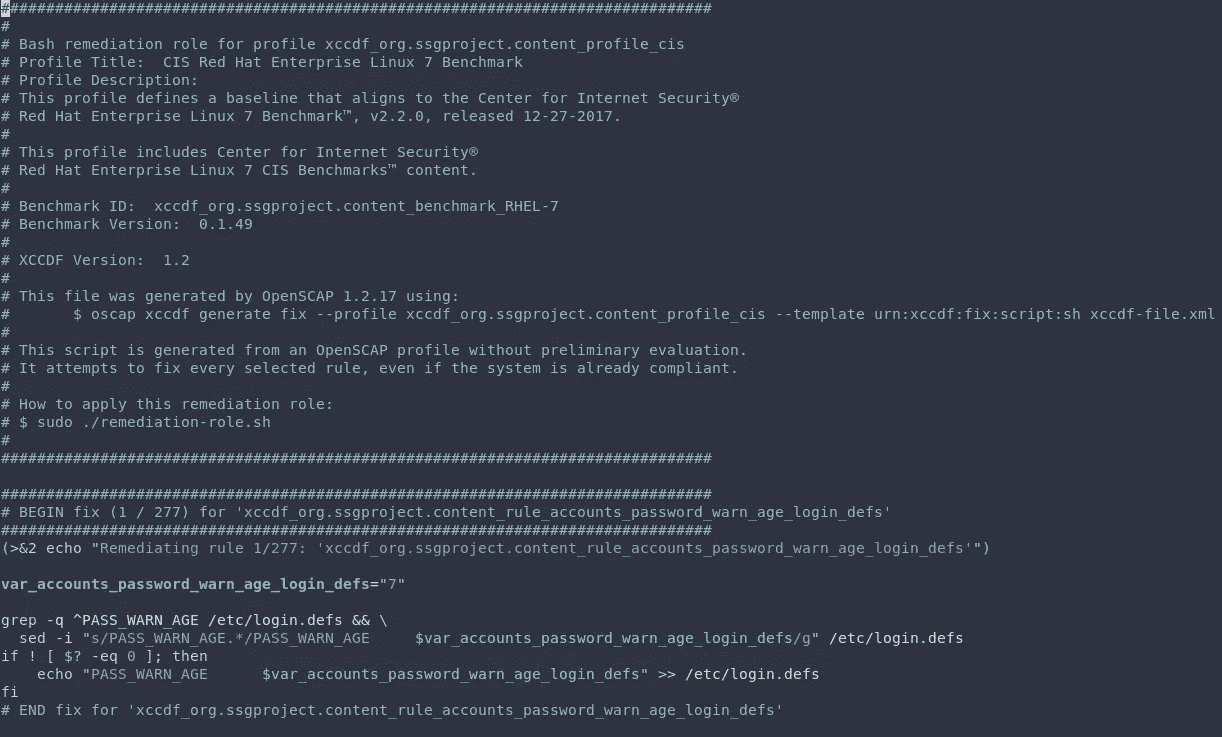 ###############################################################################
#
# Bash remediation role for profile xccdf_org.ssgproject.content_profile_cis
# Profile Title:  CIS Red Hat Enterprise Linux 7 Benchmark
# Profile Description:
# This profile defines a baseline that aligns to the Center for Internet Security®
# Red Hat Enterprise Linux 7 Benchmark™, v2.2.0, released 12-27-2017.
#
# This profile includes Center for Internet Security®
# Red Hat Enterprise Linux 7 CIS Benchmarks™ content.
#
# Benchmark ID:  xccdf_org.ssgproject.content_benchmark_RHEL-7
# Benchmark Version:  0.1.49
#
# XCCDF Version:  1.2
#
# This file was generated by OpenSCAP 1.2.17 using:
#       $ oscap xccdf generate fix --profile xccdf_org.ssgproject.content_profile_cis --template urn:xccdf:fix:script:sh xccdf-file.xml
#
# This script is generated from an OpenSCAP profile without preliminary evaluation.
# It attempts to fix every selected rule, even if the system is already compliant.
#
# How to apply this remediation role:
# $ sudo ./remediation-role.sh
#
###############################################################################

###############################################################################
# BEGIN fix (1 / 277) for 'xccdf_org.ssgproject.content_rule_accounts_password_warn_age_login_defs'
###############################################################################
(>&2 echo "Remediating rule 1/277: 'xccdf_org.ssgproject.content_rule_accounts_password_warn_age_login_defs'")

var_accounts_password_warn_age_login_defs="7"

grep -q ^PASS_WARN_AGE /etc/login.defs && \
  sed -i "s/PASS_WARN_AGE.*/PASS_WARN_AGE     $var_accounts_password_warn_age_login_defs/g" /etc/login.defs
if ! [ $? -eq 0 ]; then
    echo "PASS_WARN_AGE      $var_accounts_password_warn_age_login_defs" >> /etc/login.defs
fi
# END fix for 'xccdf_org.ssgproject.content_rule_accounts_password_warn_age_login_defs'